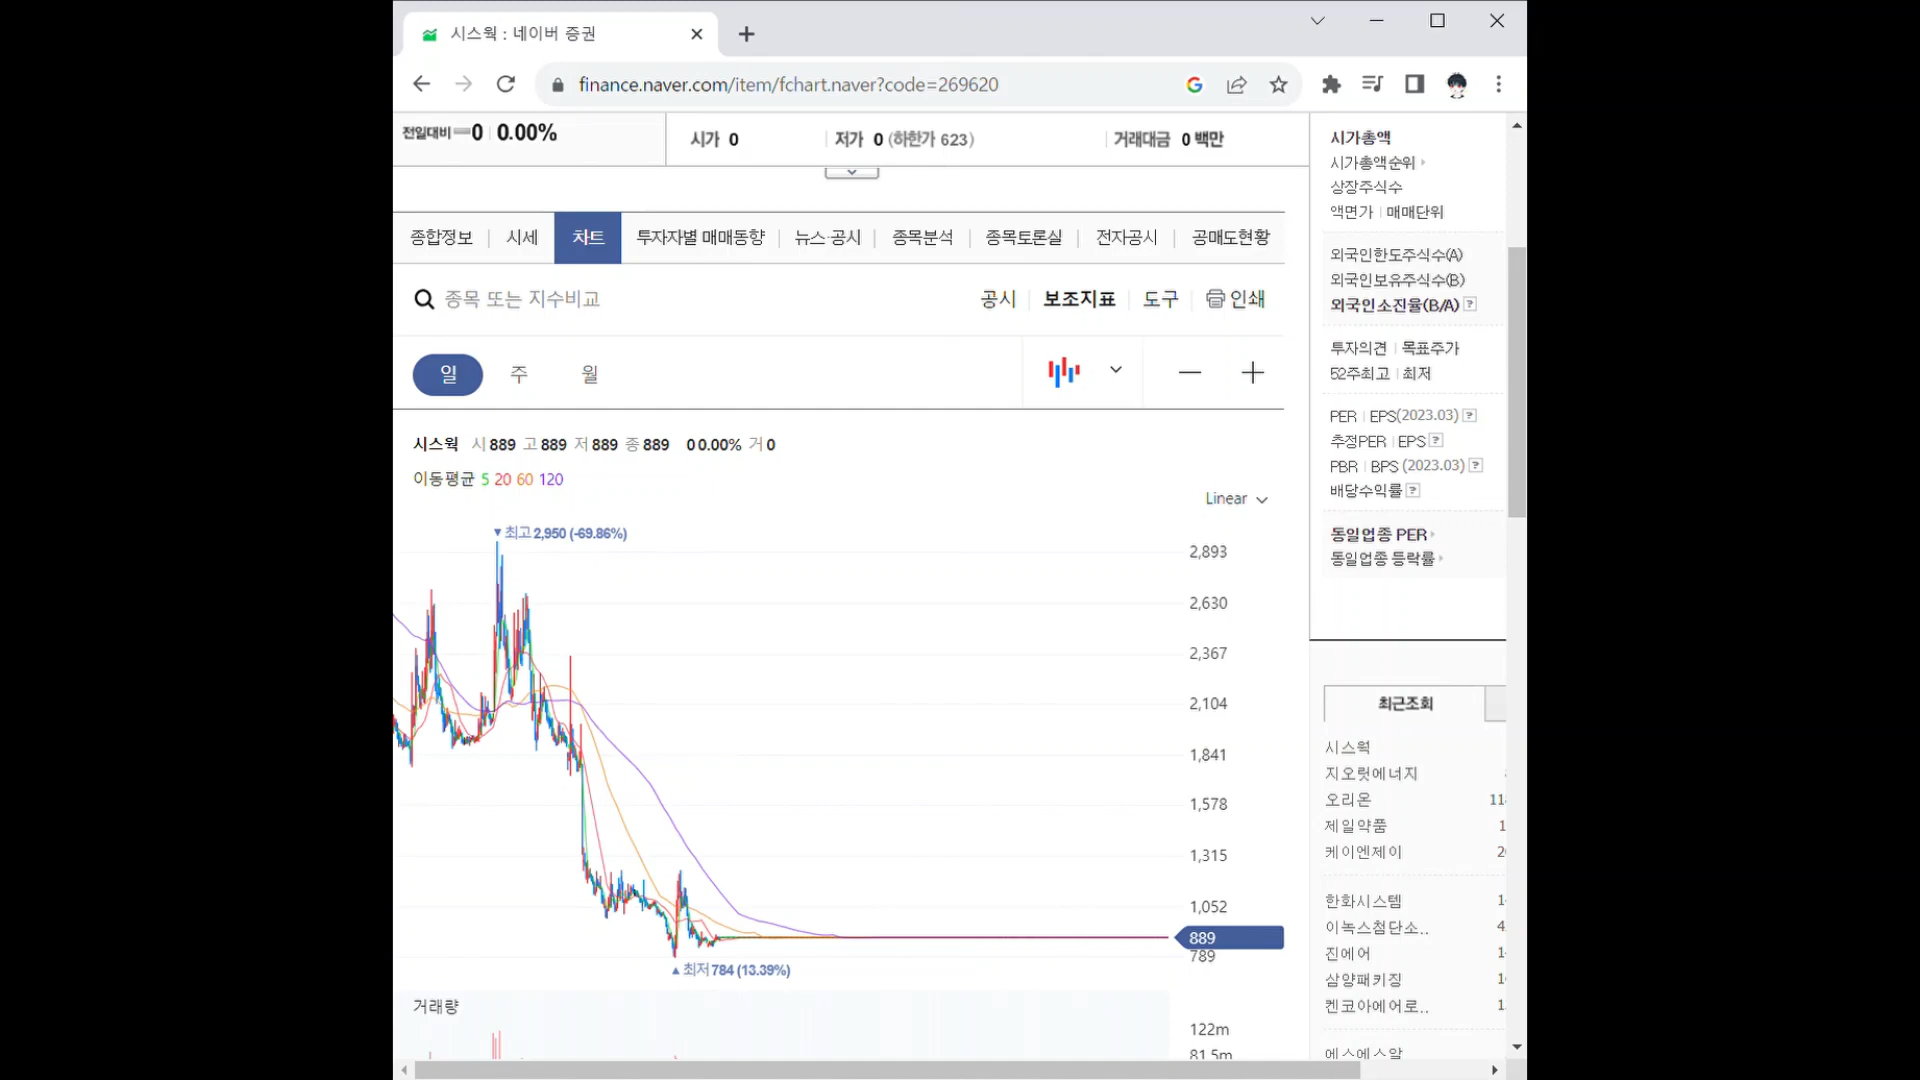 시스웍 : 네이버 증권
finance.naver.com/item/fchart.naver?code=269620
전일대비 0 0.00%
시가 0
저가 0 (하한가 623)
거래대금 0 백만
종합정보
시세
차트
투자자별 매매동향
뉴스·공시
종목분석
종목토론실
전자공시
공매도현황
종목 또는 지수비교
공시
보조지표
도구
인쇄
일
주
월
시스웍 시 889 고 889 저 889 종 889 0 0.00% 거 0
이동평균 5 20 60 120
Linear
▼최고 2,950 (-69.86%)
2,893
2,630
2,367
2,104
1,841
1,578
1,315
1,052
889
789
▲최저 784 (13.39%)
거래량
122m
81.5m
시가총액
시가총액순위
상장주식수
액면가 | 매매단위
외국인한도주식수(A)
외국인보유주식수(B)
외국인소진율(B/A) ?
투자의견 | 목표주가
52주최고 | 최저
PER | EPS(2023.03) ?
추정PER | EPS ?
PBR | BPS (2023.03) ?
배당수익률 ?
동일업종 PER
동일업종 등락률
최근조회
시스웍
지오릿에너지
오리온
제일약품
케이엔제이
한화시스템
이녹스첨단소..
진에어
삼양패키징
켄코아에어로..
에스에스알